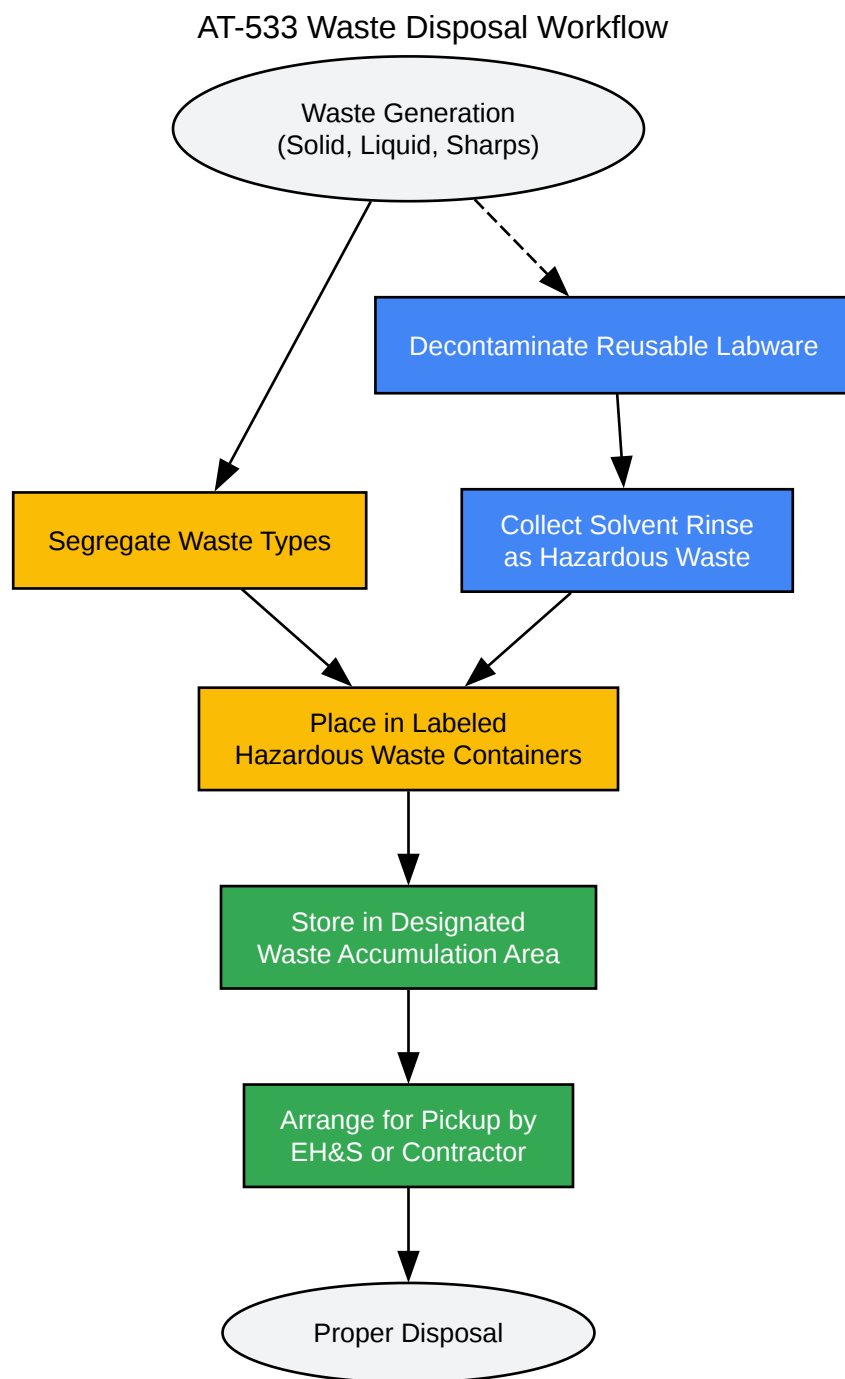 AT-533 Waste Disposal Workflow
Waste Generation
(Solid, Liquid, Sharps)
Decontaminate Reusable Labware
Segregate Waste Types
Collect Solvent Rinse
as Hazardous Waste
Place in Labeled
Hazardous Waste Containers
Store in Designated
Waste Accumulation Area
Arrange for Pickup by
EH&S or Contractor
Proper Disposal